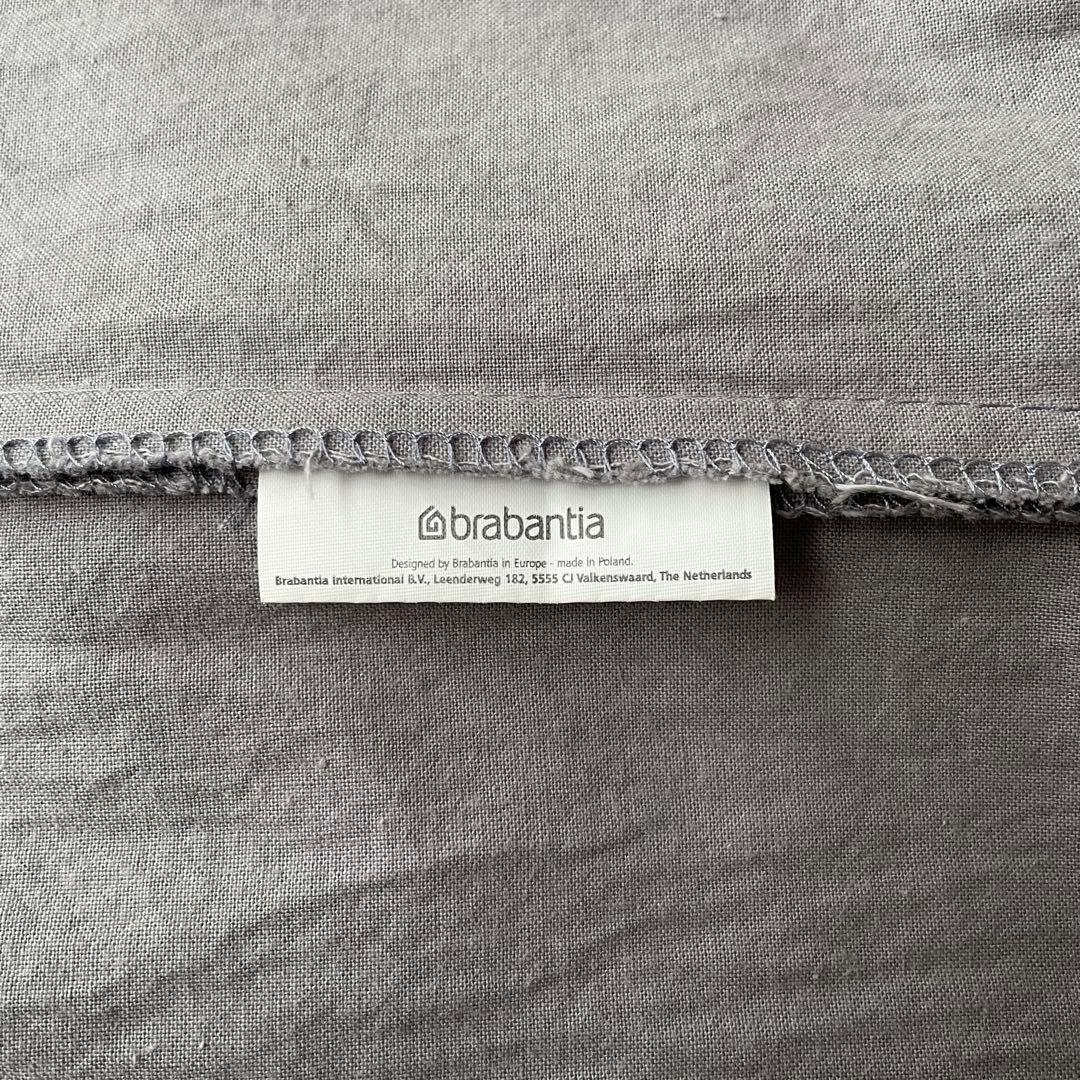 brabantia
Designed by Brabantia in Europe - made in Poland.
Brabantia International B.V., Leenderweg 182, 5555 CJ Valkenswaard, The Netherlands